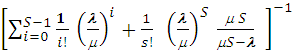 [∑_{i=0}^{S-1} 1/i! (λ/μ)^i + 1/s! (λ/μ)^S μS/(μS-λ)]^{-1}